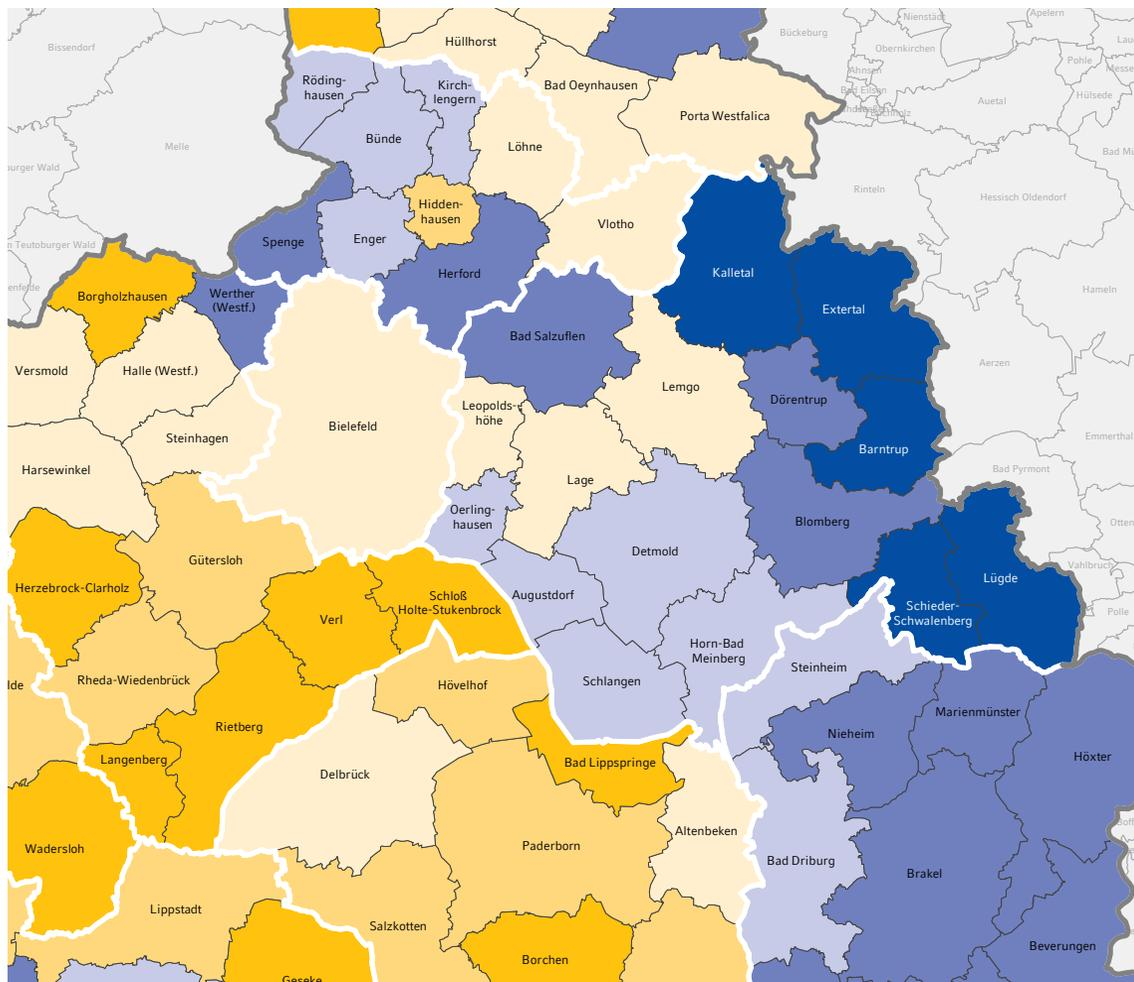 Bissendorf
Hüllhorst
Bückeburg
Nienstädt
Apelern
Obernkirchen
Pohle
Ahnsen
Bad Eilsen
Buchholz
Auetal
Hülsede
Röding-
hausen
Kirch-
lengern
Bad Oeynhausen
Porta Westfalica
Melle
Bünde
Löhne
Rinteln
Hessisch Oldendorf
Hidden-
hausen
Vlotho
Spenge
Enger
Herford
Kalletal
Extertal
Hameln
Borgholzhausen
Werther
(Westf.)
Bad Salzuflen
Versmold
Halle (Westf.)
Lemgo
Aerzen
Dörentrup
Leopolds-
höhe
Bielefeld
Steinhagen
Barntrup
Emmerthal
Harsewinkel
Lage
Bad Pyrmont
Oerling-
hausen
Blomberg
Detmold
Gütersloh
Vahlbruch
Lügde
Herzebrock-Clarholz
Augustdorf
Schloß
Holte-Stukenbrock
Verl
Schieder-
Schwalenberg
Polle
Horn-Bad
Meinberg
Steinheim
Rheda-Wiedenbrück
Hövelhof
Schlangen
Marienmünster
Rietberg
Nieheim
Höxter
Langenberg
Bad Lippspringe
Delbrück
Altenbeken
Wadersloh
Paderborn
Bad Driburg
Brakel
Lippstadt
Salzkotten
Beverungen
Borchen
Geseke